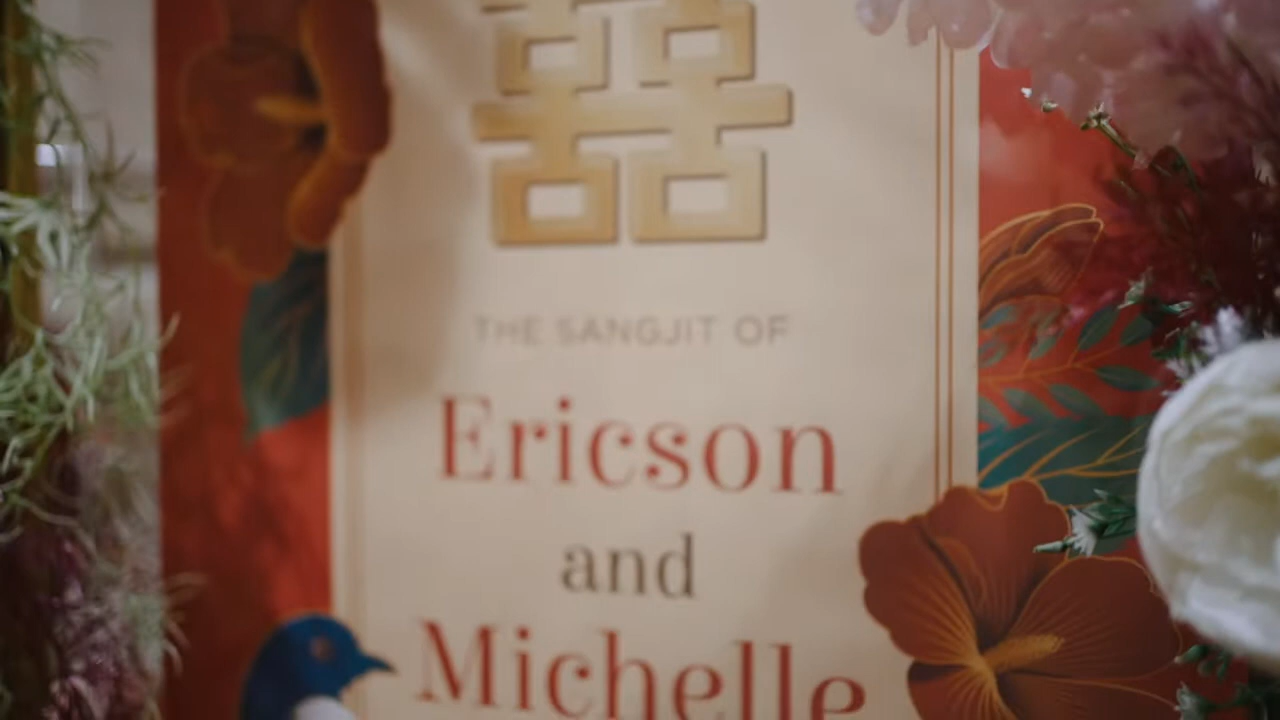 囍
THE SANGJIT OF
Ericson
and
Michelle